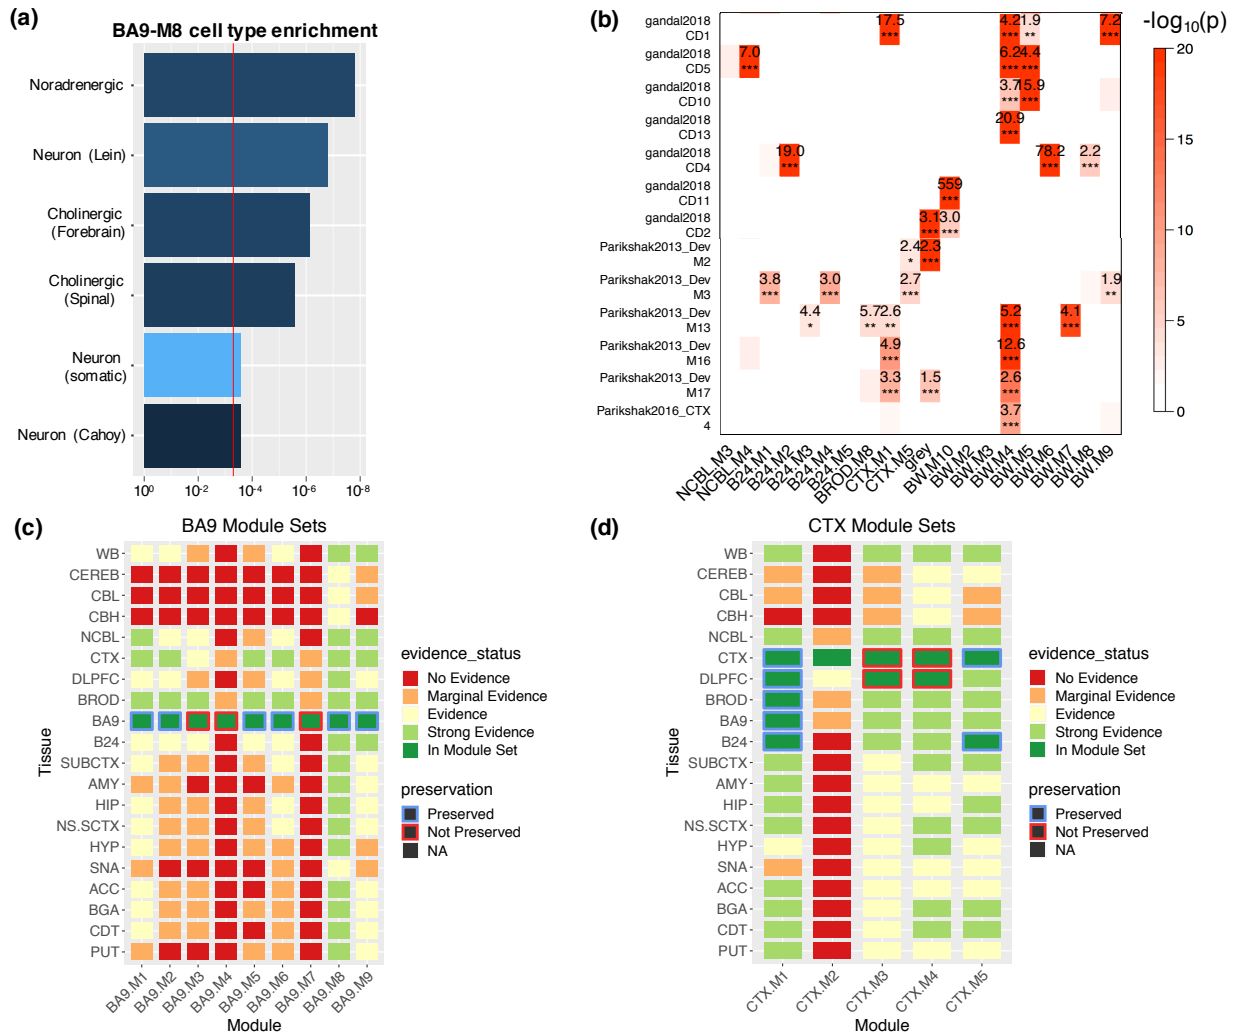 (a)
BA9-M8 cell type enrichment
Noradrenergic
Neuron (Lein)
Cholinergic
(Forebrain)
Cholinergic
(Spinal)
Neuron
(somatic)
Neuron (Cahoy)
10⁰ 10⁻² 10⁻⁴ 10⁻⁶ 10⁻⁸
(b)
-log₁₀(p)
20
15
10
5
0
gandal2018 17.5 4.2 1.9 7.2
CD1 *** *** ** ***
gandal2018 7.0 6.2 4.4
CD5 *** *** ***
gandal2018 3.7 15.9
CD10 *** ***
gandal2018 20.9
CD13 ***
gandal2018 19.0 78.2 2.2
CD4 *** *** ***
gandal2018 559
CD11 ***
gandal2018 3.1 3.0
CD2 *** ***
Parikshak2013_Dev 2.4 2.3
M2 * ***
Parikshak2013_Dev 3.8 3.0 2.7 1.9
M3 *** *** *** **
Parikshak2013_Dev 4.4 5.7 2.6 5.2 4.1
M13 * ** ** *** ***
Parikshak2013_Dev 4.9 12.6
M16 *** ***
Parikshak2013_Dev 3.3 1.5 2.6
M17 *** *** ***
Parikshak2016_CTX 3.7
4 ***
NCBL.M3 NCBL.M4 B24.M1 B24.M2 B24.M3 B24.M4 B24.M5 BROD.M8 CTX.M1 CTX.M5 grey BW.M10 BW.M2 BW.M3 BW.M4 BW.M5 BW.M6 BW.M7 BW.M8 BW.M9
(c)
BA9 Module Sets
Tissue
WB
CEREB
CBL
CBH
NCBL
CTX
DLPFC
BROD
BA9
B24
SUBCTX
AMY
HIP
NS.SCTX
HYP
SNA
ACC
BGA
CDT
PUT
BA9.M1 BA9.M2 BA9.M3 BA9.M4 BA9.M5 BA9.M6 BA9.M7 BA9.M8 BA9.M9
Module
evidence_status
No Evidence
Marginal Evidence
Evidence
Strong Evidence
In Module Set
preservation
Preserved
Not Preserved
NA
(d)
CTX Module Sets
Tissue
WB
CEREB
CBL
CBH
NCBL
CTX
DLPFC
BROD
BA9
B24
SUBCTX
AMY
HIP
NS.SCTX
HYP
SNA
ACC
BGA
CDT
PUT
CTX.M1 CTX.M2 CTX.M3 CTX.M4 CTX.M5
Module
evidence_status
No Evidence
Marginal Evidence
Evidence
Strong Evidence
In Module Set
preservation
Preserved
Not Preserved
NA